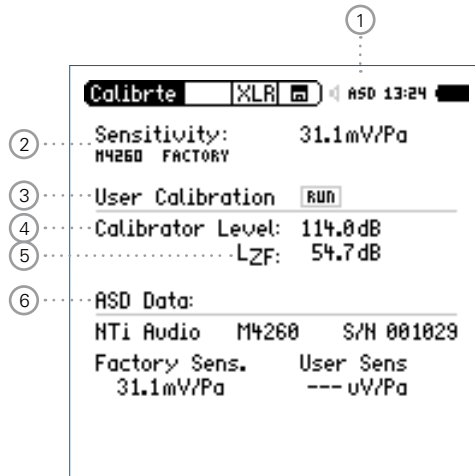 1
Calibrte XLR ASD 13:24
2 Sensitivity: 31.1mV/Pa
M4260 FACTORY
3 User Calibration RUN
4 Calibrator Level: 114.0dB
5 LZF: 54.7dB
6 ASD Data:
NTi Audio M4260 S/N 001029
Factory Sens. User Sens
31.1mV/Pa --- uV/Pa